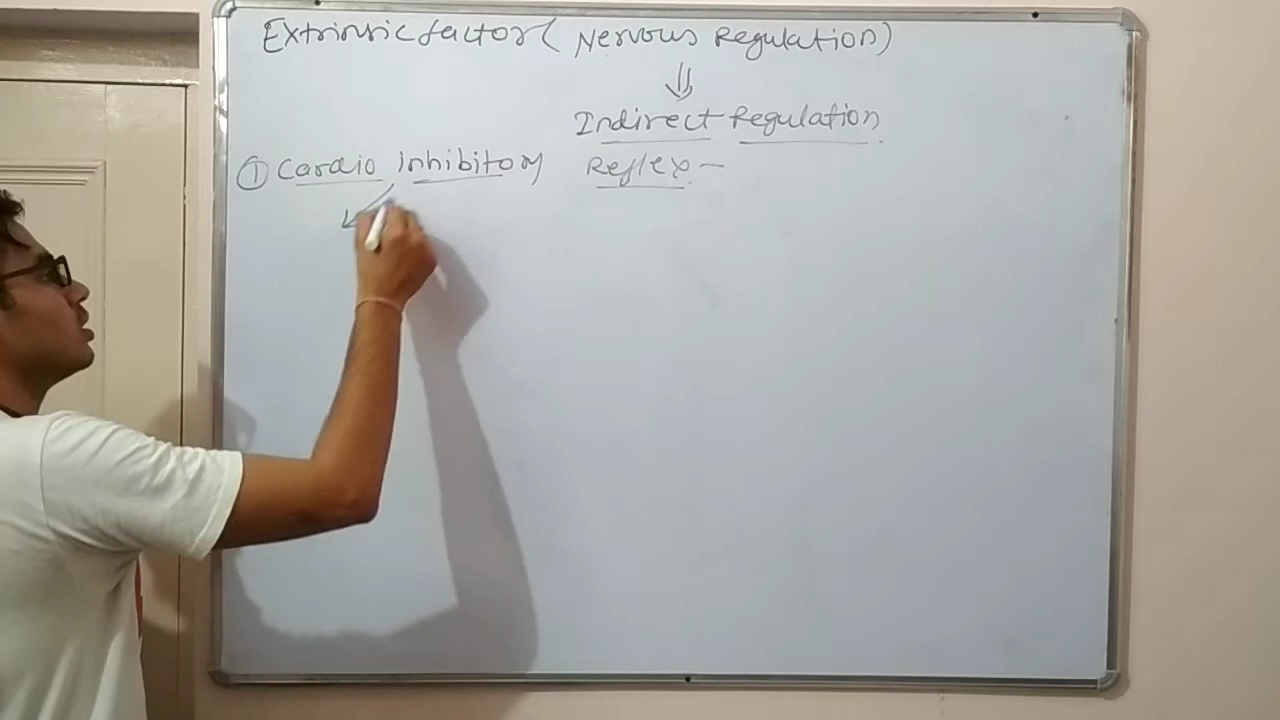 Extrinsic factor ( Nervous Regulation)
⇓
Indirect Regulation
① Cardio inhibitory Reflex -